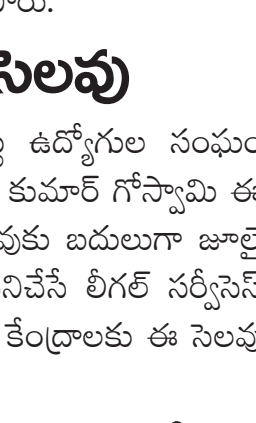 సెలవు
ఉద్యోగుల సంఘం
కుమార్ గోస్వామి ఈ
బదులుగా జూలై
లీగల్ సర్వీసెస్
కేంద్రాలకు ఈ సెలవు